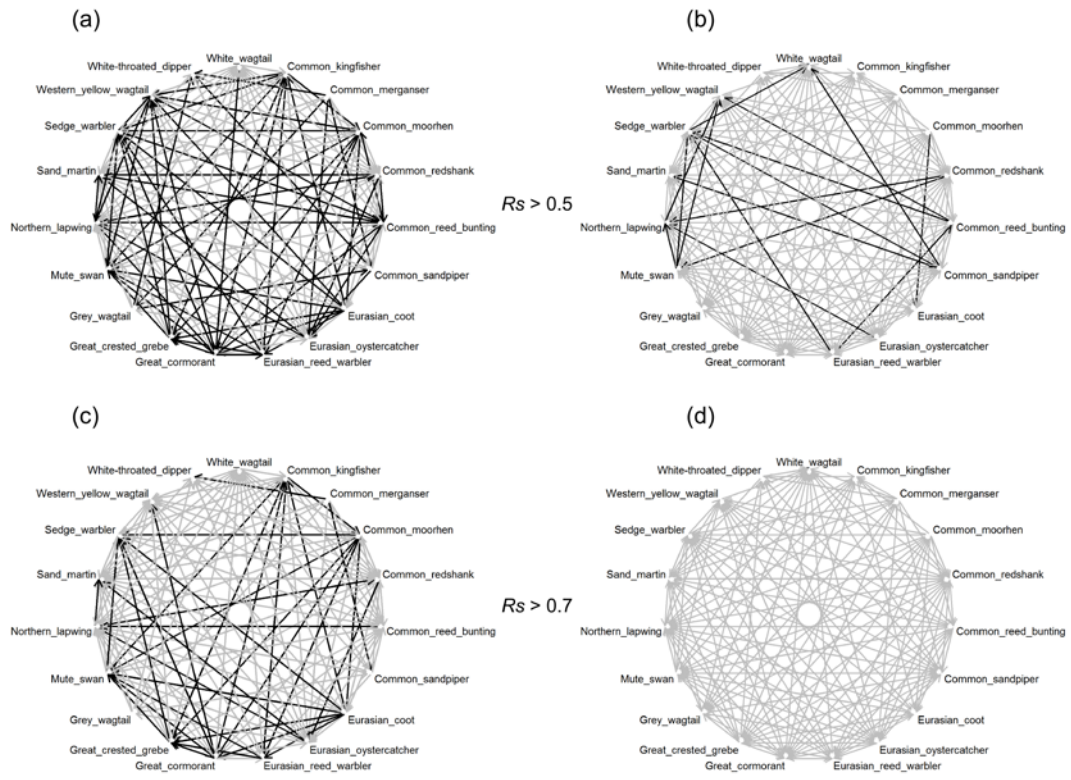 (a)
(b)
White_wagtail
White-throated_dipper
Common_kingfisher
Western_yellow_wagtail
Common_merganser
Sedge_warbler
Common_moorhen
Sand_martin
Common_redshank
Northern_lapwing
Common_reed_bunting
Mute_swan
Common_sandpiper
Grey_wagtail
Eurasian_coot
Great_crested_grebe
Eurasian_oystercatcher
Great_cormorant
Eurasian_reed_warbler
Rs > 0.5
White_wagtail
White-throated_dipper
Common_kingfisher
Western_yellow_wagtail
Common_merganser
Sedge_warbler
Common_moorhen
Sand_martin
Common_redshank
Northern_lapwing
Common_reed_bunting
Mute_swan
Common_sandpiper
Grey_wagtail
Eurasian_coot
Great_crested_grebe
Eurasian_oystercatcher
Great_cormorant
Eurasian_reed_warbler
(c)
(d)
White_wagtail
White-throated_dipper
Common_kingfisher
Western_yellow_wagtail
Common_merganser
Sedge_warbler
Common_moorhen
Sand_martin
Common_redshank
Northern_lapwing
Common_reed_bunting
Mute_swan
Common_sandpiper
Grey_wagtail
Eurasian_coot
Great_crested_grebe
Eurasian_oystercatcher
Great_cormorant
Eurasian_reed_warbler
Rs > 0.7
White_wagtail
White-throated_dipper
Common_kingfisher
Western_yellow_wagtail
Common_merganser
Sedge_warbler
Common_moorhen
Sand_martin
Common_redshank
Northern_lapwing
Common_reed_bunting
Mute_swan
Common_sandpiper
Grey_wagtail
Eurasian_coot
Great_crested_grebe
Eurasian_oystercatcher
Great_cormorant
Eurasian_reed_warbler